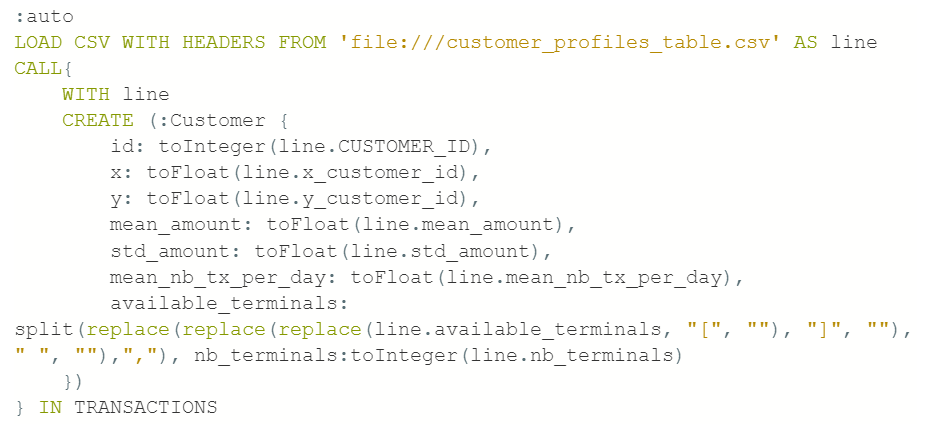 :auto
LOAD CSV WITH HEADERS FROM 'file:///customer_profiles_table.csv' AS line
CALL{
    WITH line
    CREATE (:Customer {
        id: toInteger(line.CUSTOMER_ID),
        x: toFloat(line.x_customer_id),
        y: toFloat(line.y_customer_id),
        mean_amount: toFloat(line.mean_amount),
        std_amount: toFloat(line.std_amount),
        mean_nb_tx_per_day: toFloat(line.mean_nb_tx_per_day),
        available_terminals:
split(replace(replace(replace(line.available_terminals, "[", ""), "]", ""),
" ", ""),","), nb_terminals:toInteger(line.nb_terminals)
    })
} IN TRANSACTIONS